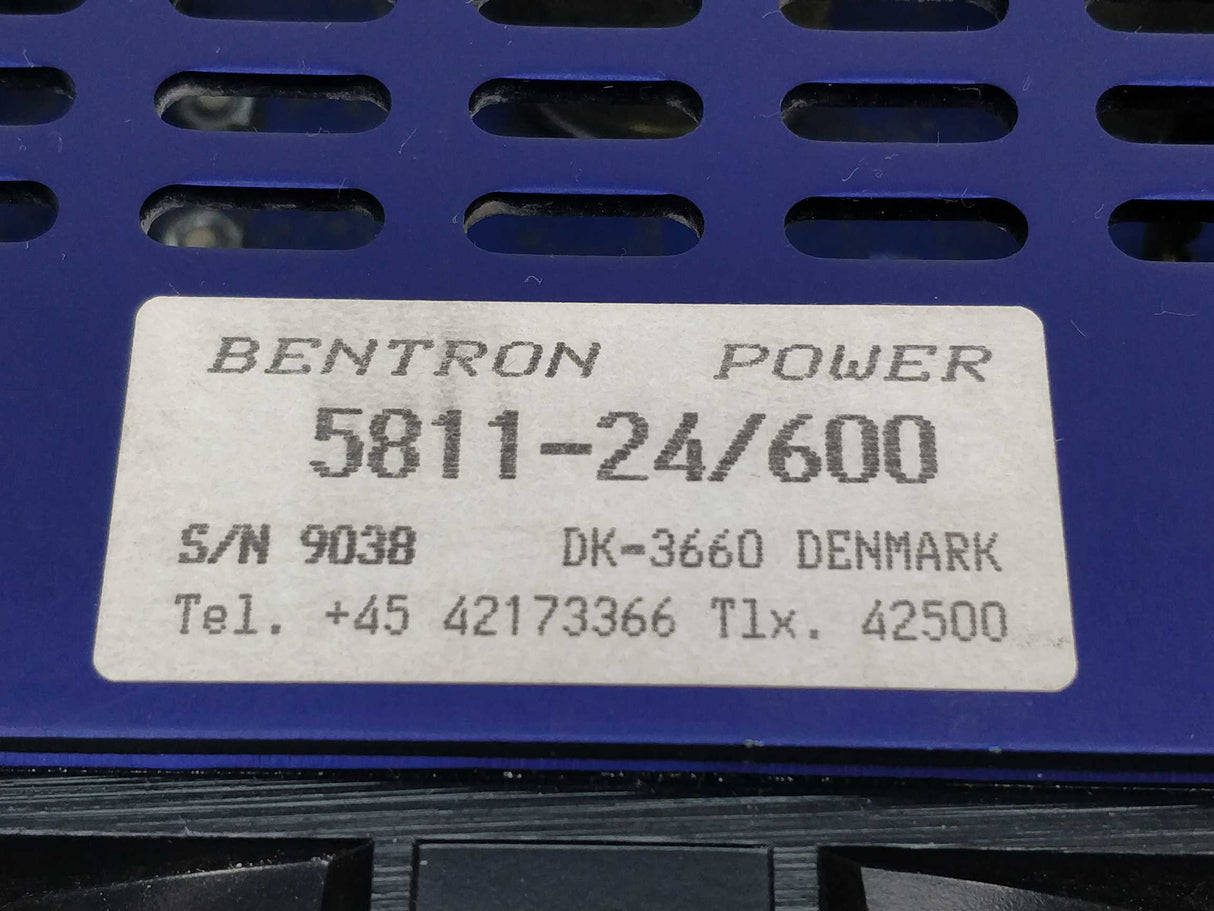 BENTRON POWER
5811-24/600
S/N 9038 DK-3660 DENMARK
Tel. +45 42173366 Tlx. 42500